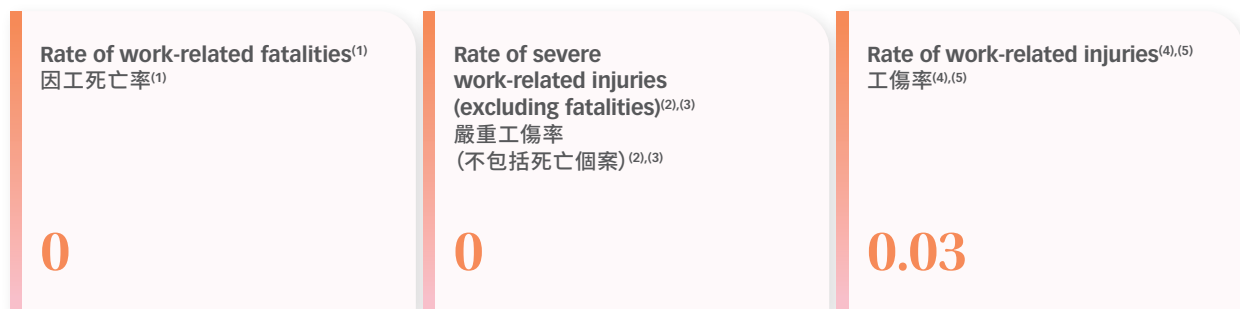 Rate of work-related fatalities(1)
因工死亡率(1)
0
Rate of severe
work-related injuries
(excluding fatalities)(2),(3)
嚴重工傷率
（不包括死亡個案）(2),(3)
0
Rate of work-related injuries(4),(5)
工傷率(4),(5)
0.03